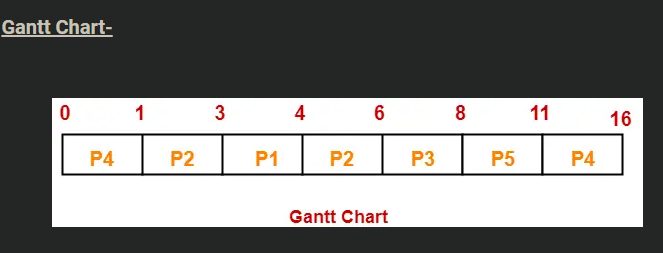 Gantt Chart-
0 1 3 4 6 8 11 16
P4 P2 P1 P2 P3 P5 P4
Gantt Chart